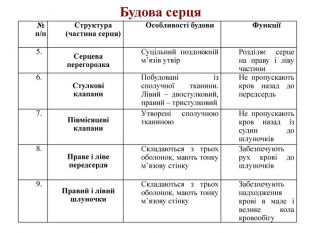 Будова серця
№ п/п
Структура (частина серця)
Особливості будови
Функції
5.
Серцева
перегородка
Суцільний поздовжній
м᾽язів утвір
Розділяє серце
на праву і ліву
частини
6.
Стулкові
клапани
Побудовані із
сполучної тканини.
Лівий – двостулковий,
правий – тристулковий
Не пропускають
кров назад до
передсердь
7.
Півмісяцеві
клапани
Утворені сполучною
тканиною
Не пропускають
кров назад із
судин до
шлуночків
8.
Праве і ліве
передсердя
Складаються з трьох
оболонок, мають тонку
м᾽язову стінку
Забезпечують
рух крові до
шлуночків
9.
Правий і лівий
шлуночки
Складаються з трьох
оболонок, мають тонку
м᾽язову стінку
Забезпечують
надходження
крові в мале і
велике кола
кровообігу